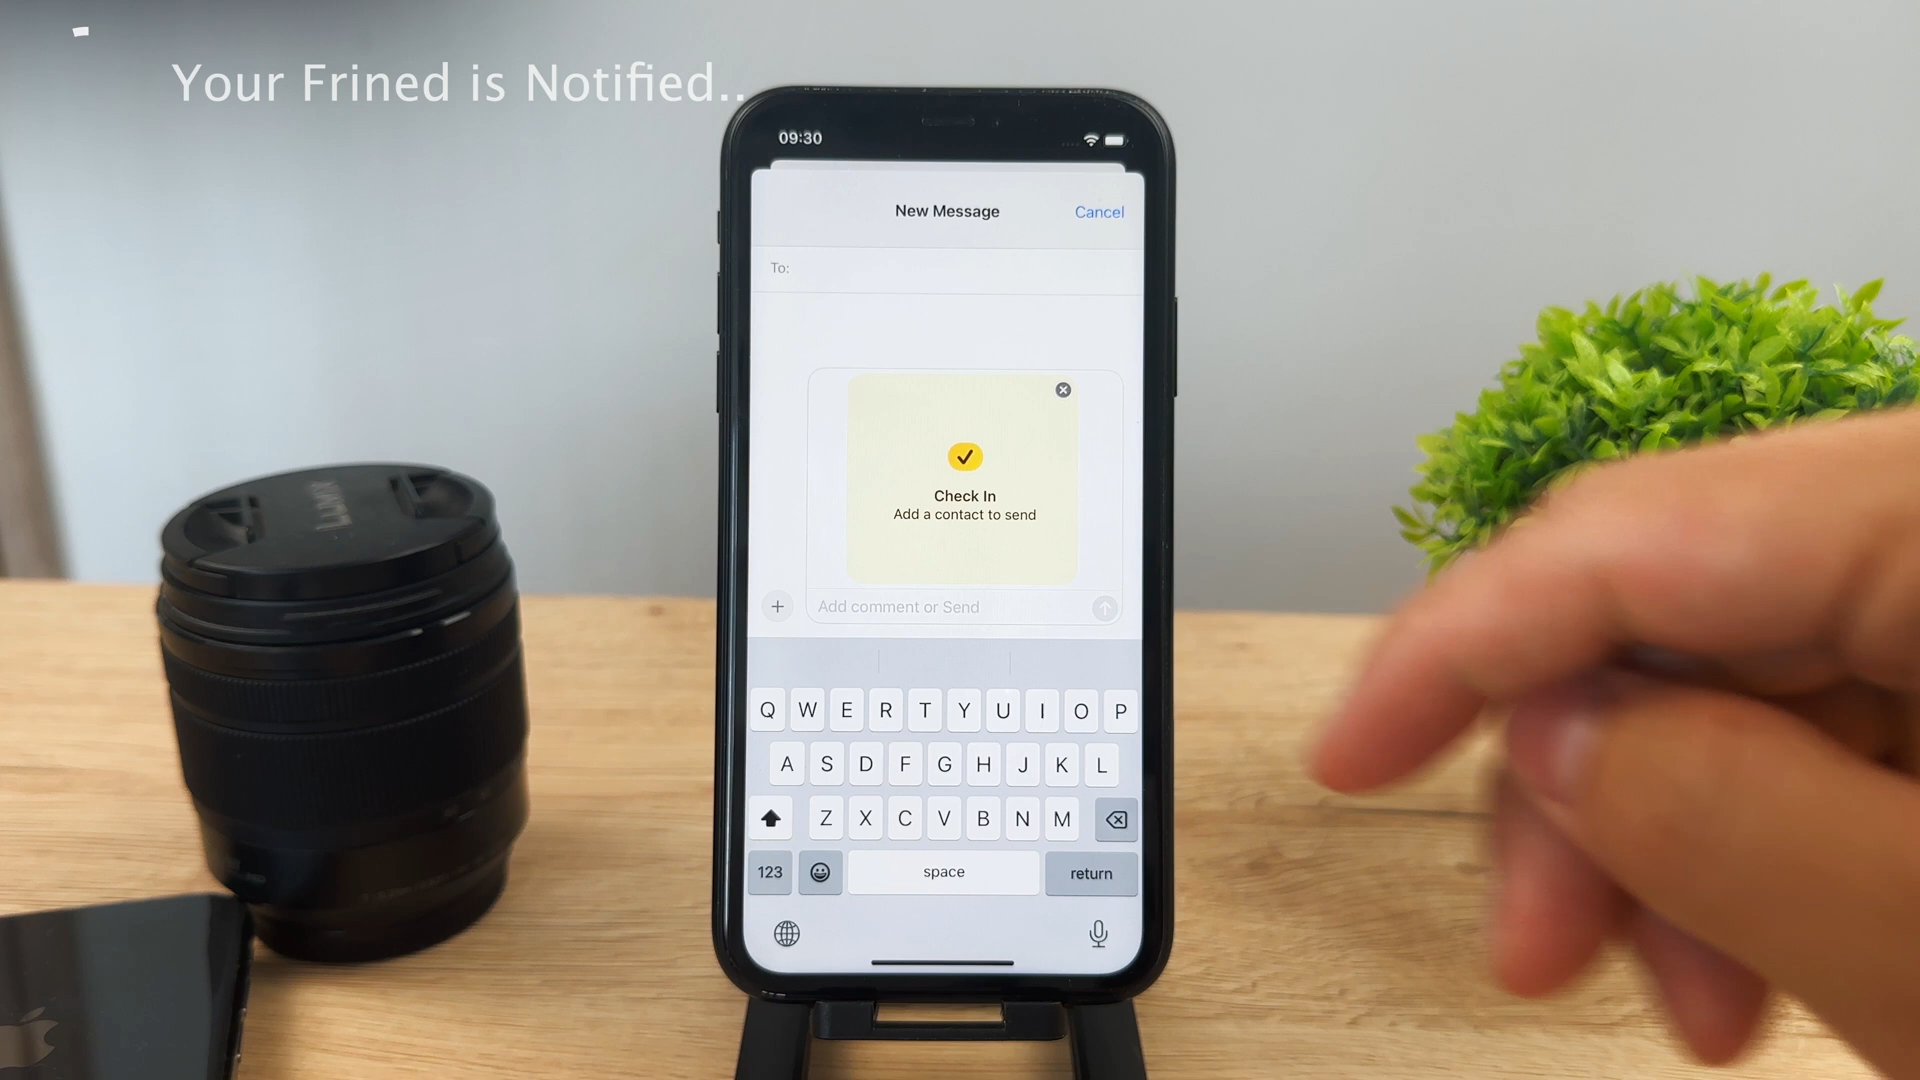 Your Frined is Notified..
09:30
New Message
Cancel
To:
Check In
Add a contact to send
Add comment or Send
Q W E R T Y U I O P
A S D F G H J K L
Z X C V B N M
123
space
return
LUMIX